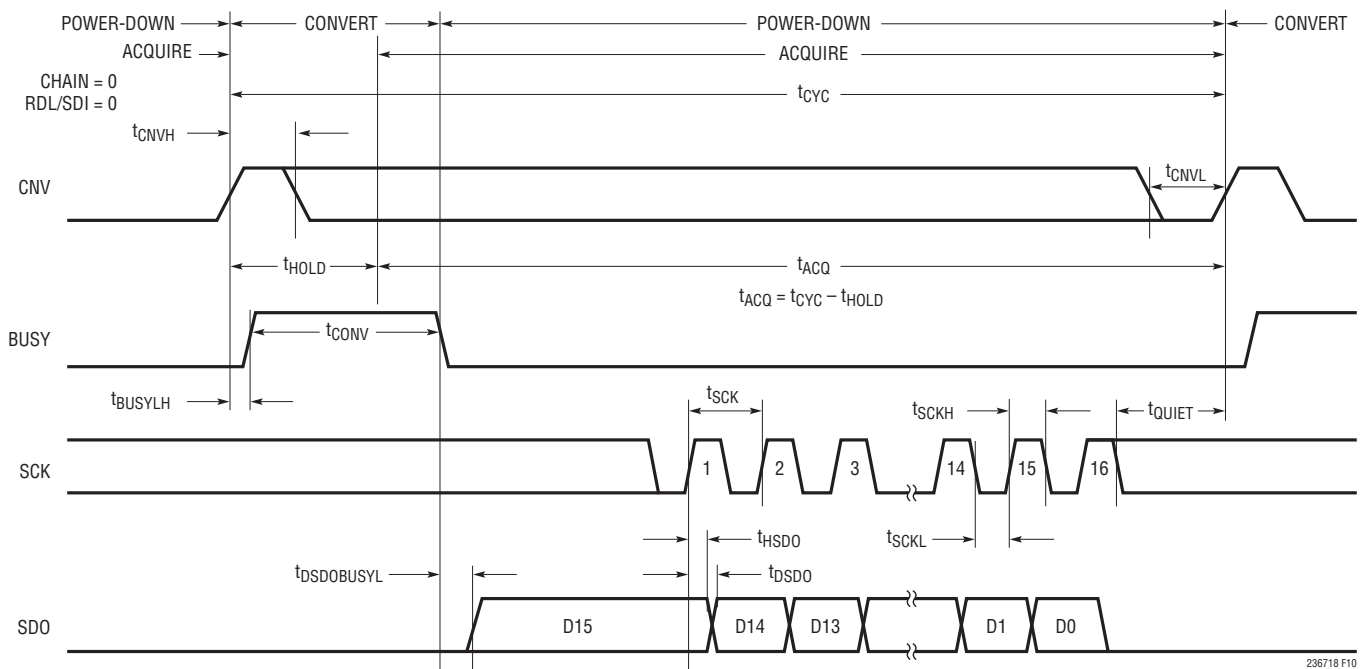 POWER-DOWN CONVERT POWER-DOWN CONVERT
ACQUIRE ACQUIRE
CHAIN = 0
RDL/SDI = 0
tCYC
tCNVH
tCNVL
CNV
tHOLD tACQ
tACQ = tCYC – tHOLD
tCONV
BUSY
tBUSYLH
tSCK tSCKH tQUIET
SCK 1 2 3 14 15 16
tHSDO tSCKL
tDSDOBUSYL tDSDO
SDO D15 D14 D13 D1 D0
236718 F10